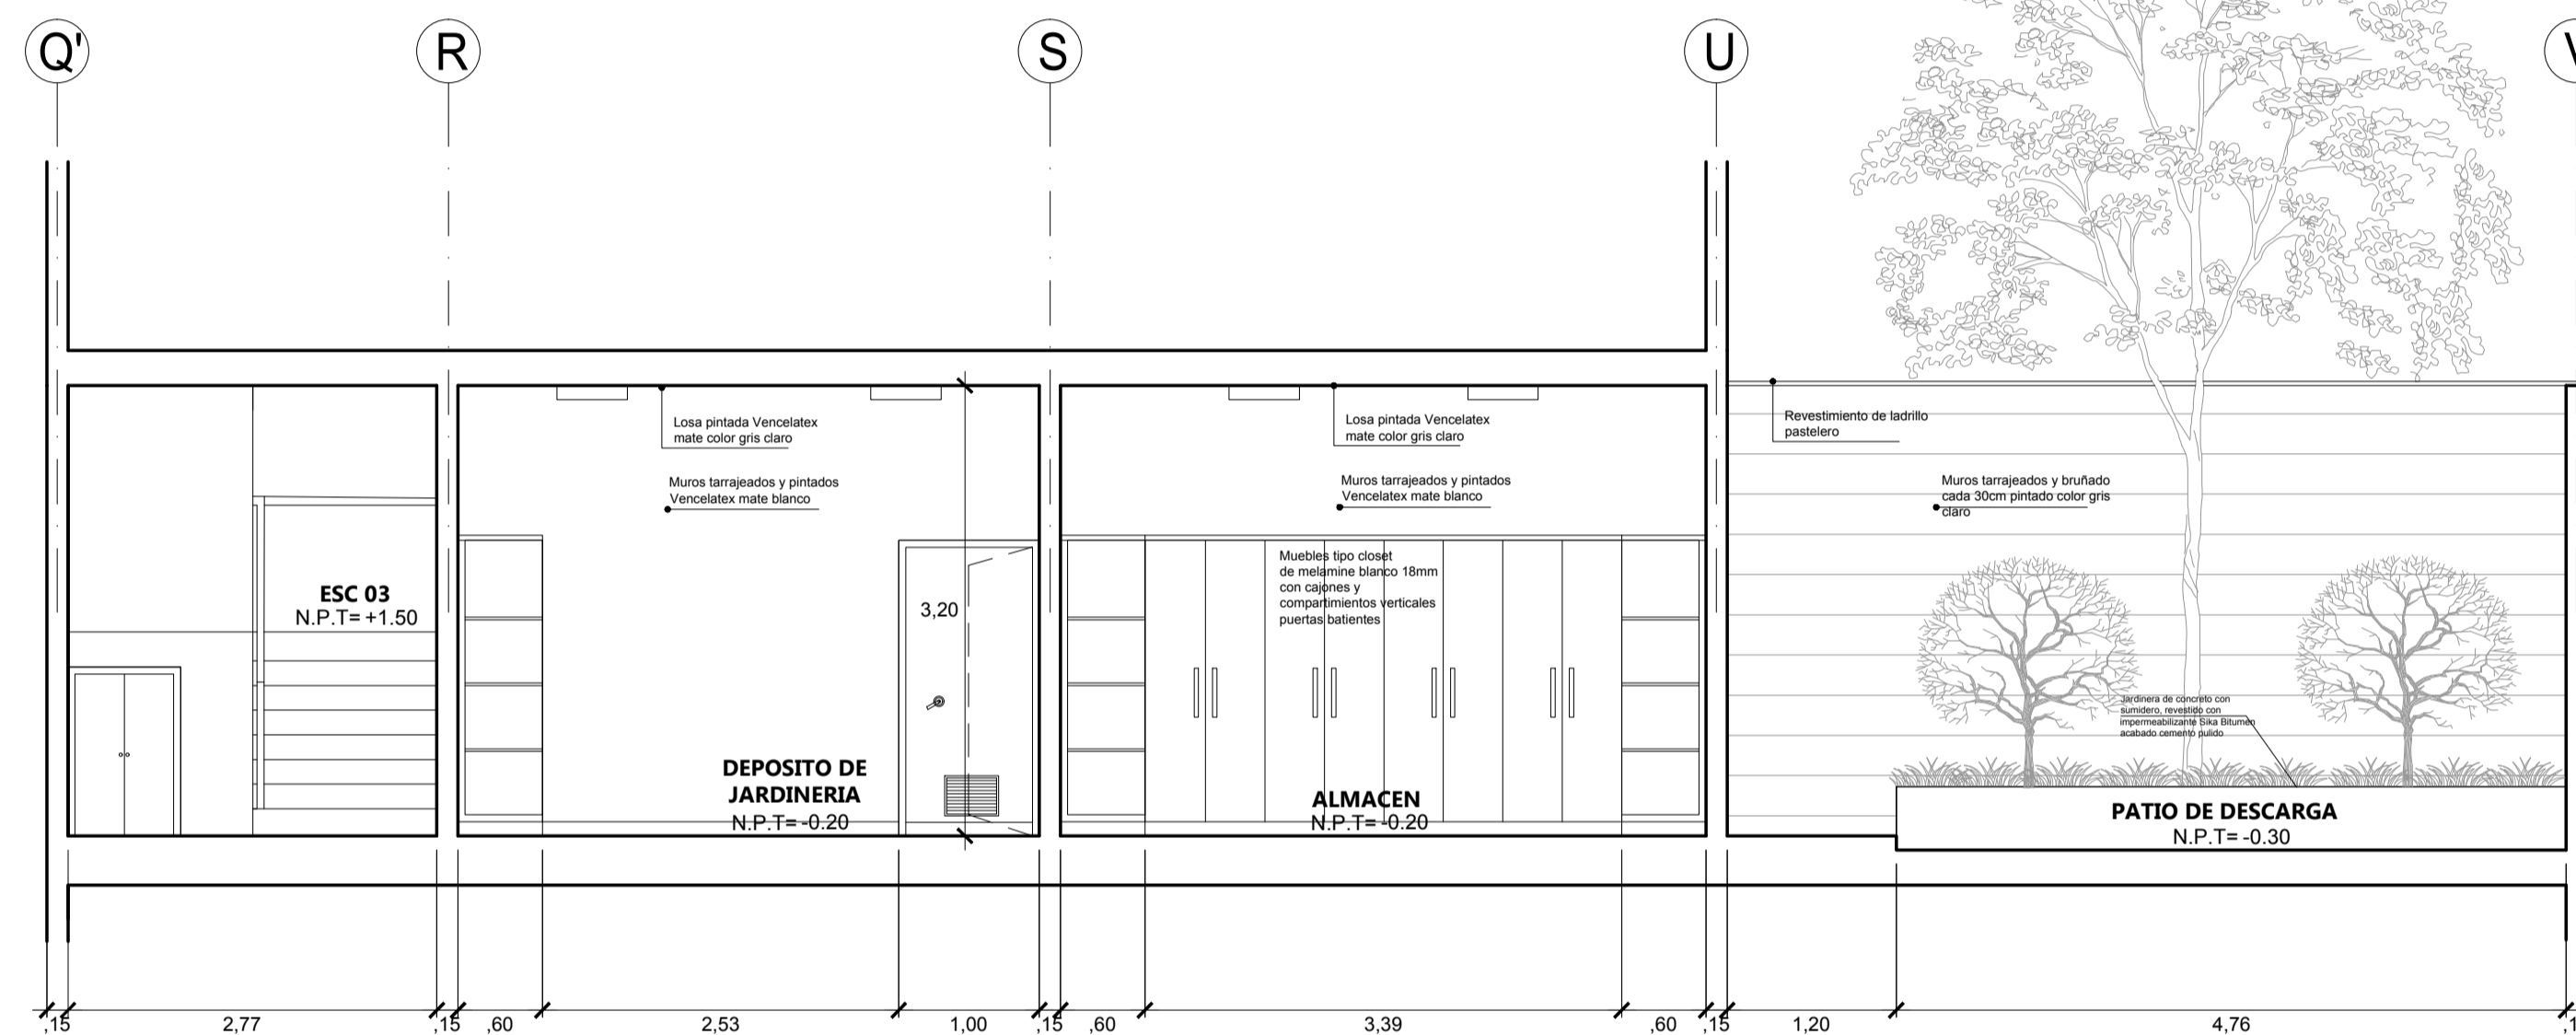 Q'
R
S
U
Losa pintada Vencelatex
mate color gris claro
Muros tarrajeados y pintados
Vencelatex mate blanco
Losa pintada Vencelatex
mate color gris claro
Muros tarrajeados y pintados
Vencelatex mate blanco
Revestimiento de ladrillo
pastelero
Muros tarrajeados y bruñado
cada 30cm pintado color gris
claro
Muebles tipo closet
de melamine blanco 18mm
con cajones y
compartimientos verticales
puertas batientes
ESC 03
N.P.T= +1.50
3,20
Jardinera de concreto con
sumidero, revestido con
impermeabilizante Sika Bitumen
acabado cemento pulido
DEPOSITO DE
JARDINERIA
N.P.T= -0.20
ALMACEN
N.P.T= -0.20
PATIO DE DESCARGA
N.P.T= -0.30
,15
2,77
,15
,60
2,53
1,00
,15
,60
3,39
,60
,15
1,20
4,76